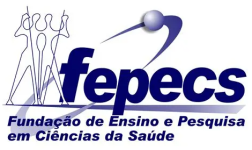 fepecs
Fundação de Ensino e Pesquisa
em Ciências da Saúde